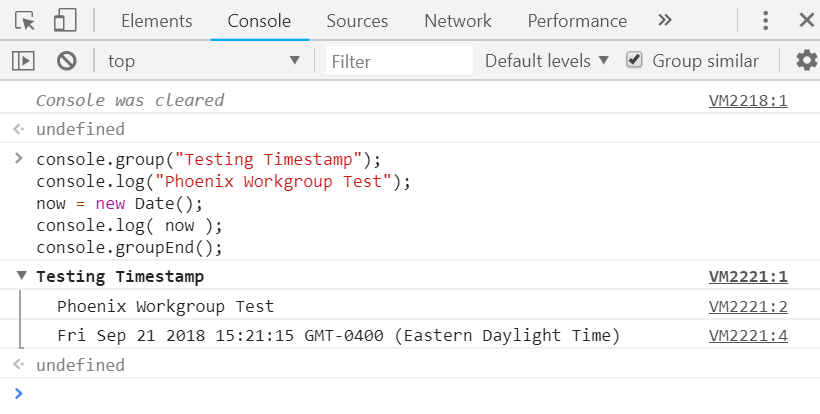 Elements Console Sources Network Performance »
top Filter Default levels Group similar
Console was cleared VM2218:1
undefined
console.group("Testing Timestamp");
console.log("Phoenix Workgroup Test");
now = new Date();
console.log( now );
console.groupEnd();
Testing Timestamp VM2221:1
Phoenix Workgroup Test VM2221:2
Fri Sep 21 2018 15:21:15 GMT-0400 (Eastern Daylight Time) VM2221:4
undefined